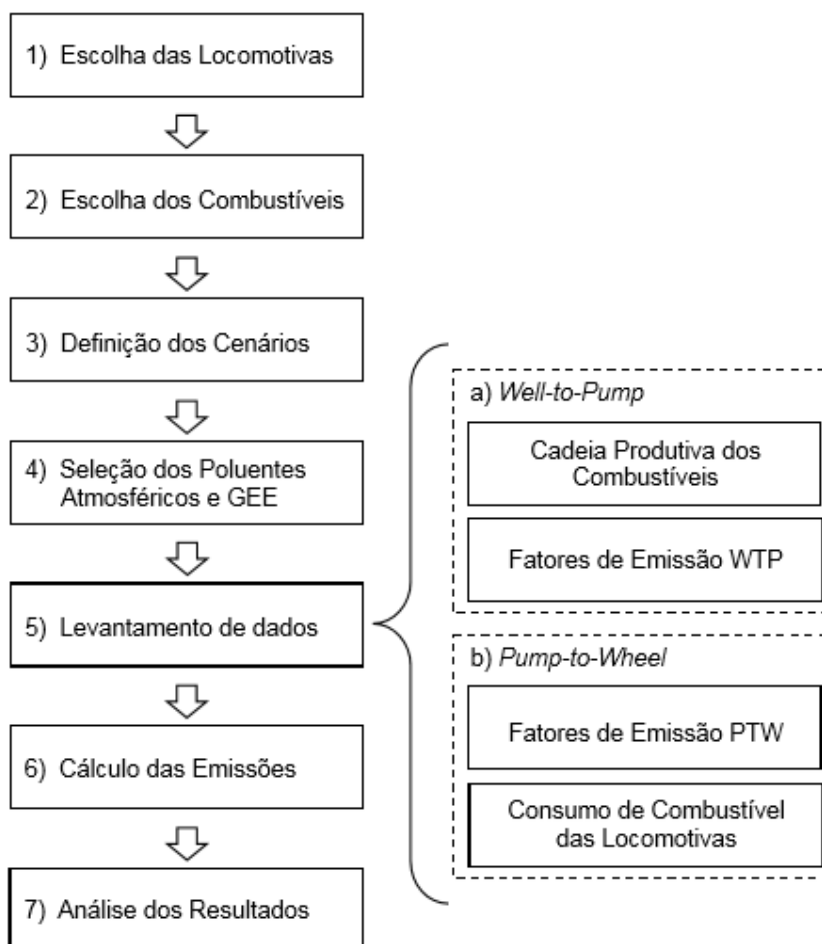 1) Escolha das Locomotivas
2) Escolha dos Combustíveis
3) Definição dos Cenários
4) Seleção dos Poluentes
Atmosféricos e GEE
5) Levantamento de dados
6) Cálculo das Emissões
7) Análise dos Resultados
a) Well-to-Pump
Cadeia Produtiva dos
Combustíveis
Fatores de Emissão WTP
b) Pump-to-Wheel
Fatores de Emissão PTW
Consumo de Combustível
das Locomotivas